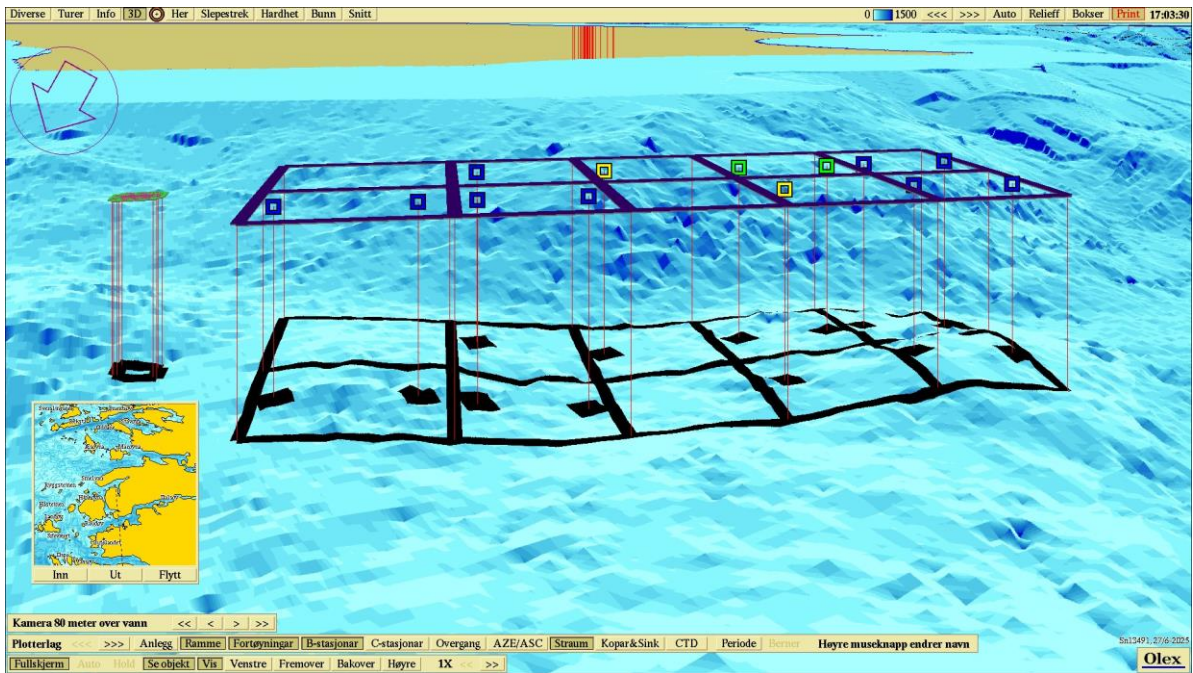 Diverse Turer Info 3D Her Slepestrek Hardhet Bunn Snitt 0 1500 <<< >>> Auto Relieff Bokser Print 17:03:30
Inn Ut Flytt
Kamera 80 meter over vann << < > >>
Plotterlag <<< >>> Anlegg Ramme Fortøyningar B-stasjonar C-stasjonar Overgang AZE/ASC Straum Kopar&Sink CTD Periode Berner Høyre museknapp endrer navn
Sn13491, 27/6-2025
Fullskjerm Auto Hold Se objekt Vis Venstre Fremover Bakover Høyre 1X << >>
Olex